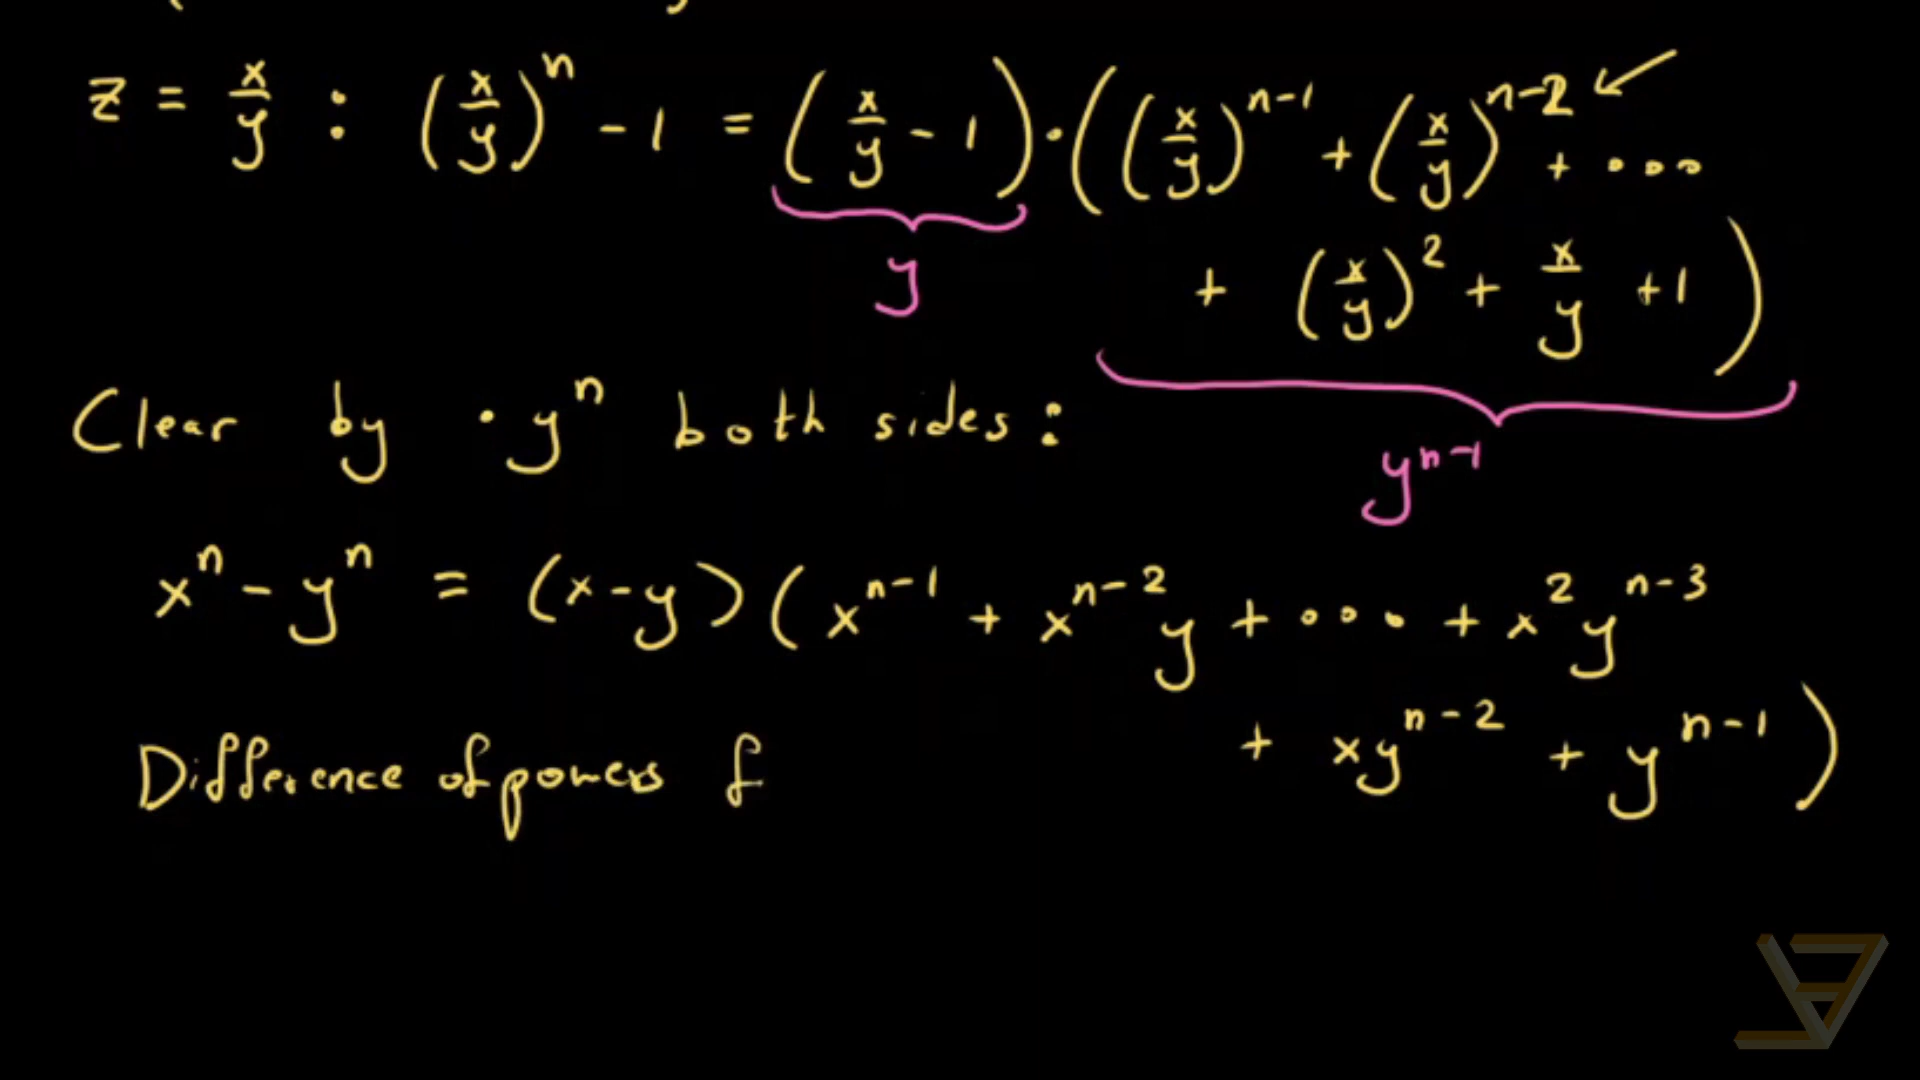 z = x/y : (x/y)^n - 1 = (x/y - 1) · ((x/y)^{n-1} + (x/y)^{n-2} + ...
+ (x/y)^2 + x/y + 1)
y
y^{n-1}
Clear by · y^n both sides:
x^n - y^n = (x-y)(x^{n-1} + x^{n-2}y + ... + x^2y^{n-3}
+ xy^{n-2} + y^{n-1})
Difference of powers f